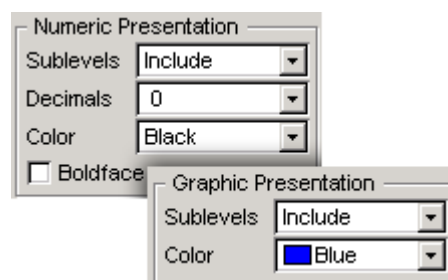 Numeric Presentation
Sublevels Include
Decimals 0
Color Black
Boldface
Graphic Presentation
Sublevels Include
Color Blue